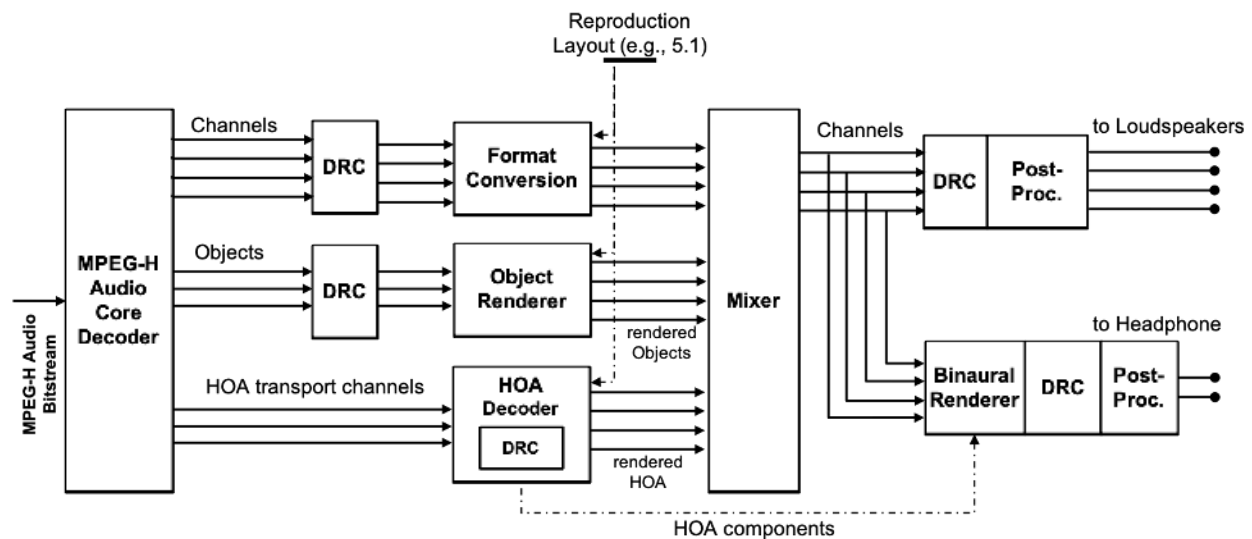 Reproduction
Layout (e.g., 5.1)
Channels
DRC
Format
Conversion
Channels
to Loudspeakers
DRC
Post-
Proc.
MPEG-H
Audio
Core
Decoder
MPEG-H Audio
Bitstream
Objects
DRC
Object
Renderer
rendered
Objects
Mixer
to Headphone
Binaural
Renderer
DRC
Post-
Proc.
HOA transport channels
HOA
Decoder
DRC
rendered
HOA
HOA components